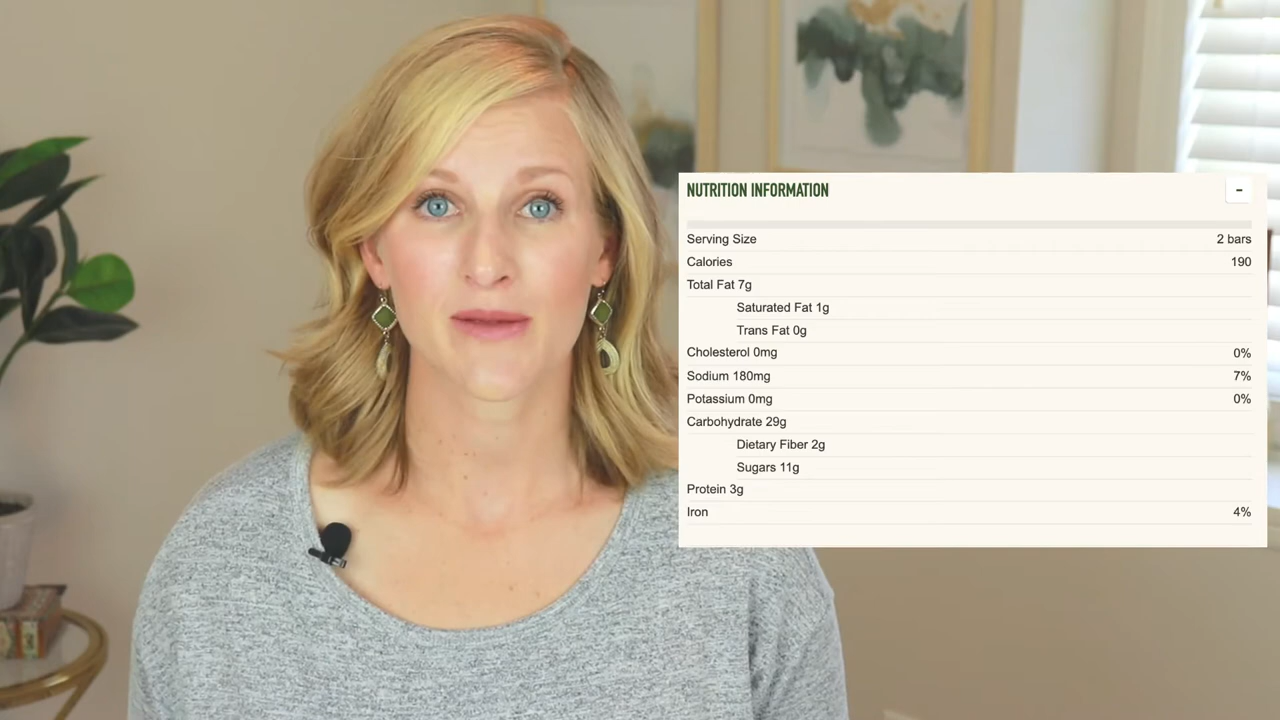 NUTRITION INFORMATION -
Serving Size 2 bars
Calories 190
Total Fat 7g
Saturated Fat 1g
Trans Fat 0g
Cholesterol 0mg 0%
Sodium 180mg 7%
Potassium 0mg 0%
Carbohydrate 29g
Dietary Fiber 2g
Sugars 11g
Protein 3g
Iron 4%